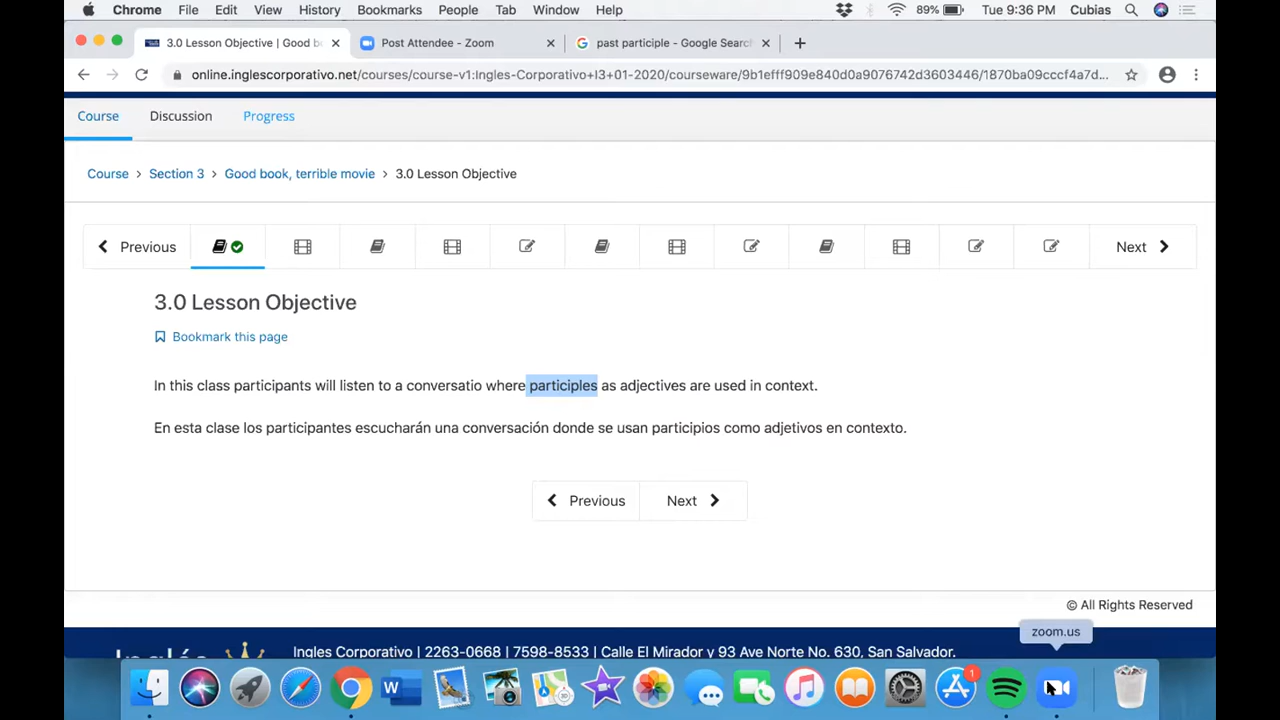 Chrome File Edit View History Bookmarks People Tab Window Help 89% Tue 9:36 PM Cubias
3.0 Lesson Objective | Good b Post Attendee - Zoom past participle - Google Search
online.inglescorporativo.net/courses/course-v1:Ingles-Corporativo+I3+01-2020/courseware/9b1efff909e840d0a9076742d3603446/1870ba09cccf4a7d...
Course Discussion Progress
Course > Section 3 > Good book, terrible movie > 3.0 Lesson Objective
Previous Next
3.0 Lesson Objective
Bookmark this page
In this class participants will listen to a conversatio where participles as adjectives are used in context.
En esta clase los participantes escucharán una conversación donde se usan participios como adjetivos en contexto.
Previous Next
© All Rights Reserved
zoom.us
Inglés Ingles Corporativo | 2263-0668 | 7598-8533 | Calle El Mirador y 93 Ave Norte No. 630, San Salvador.
W 1